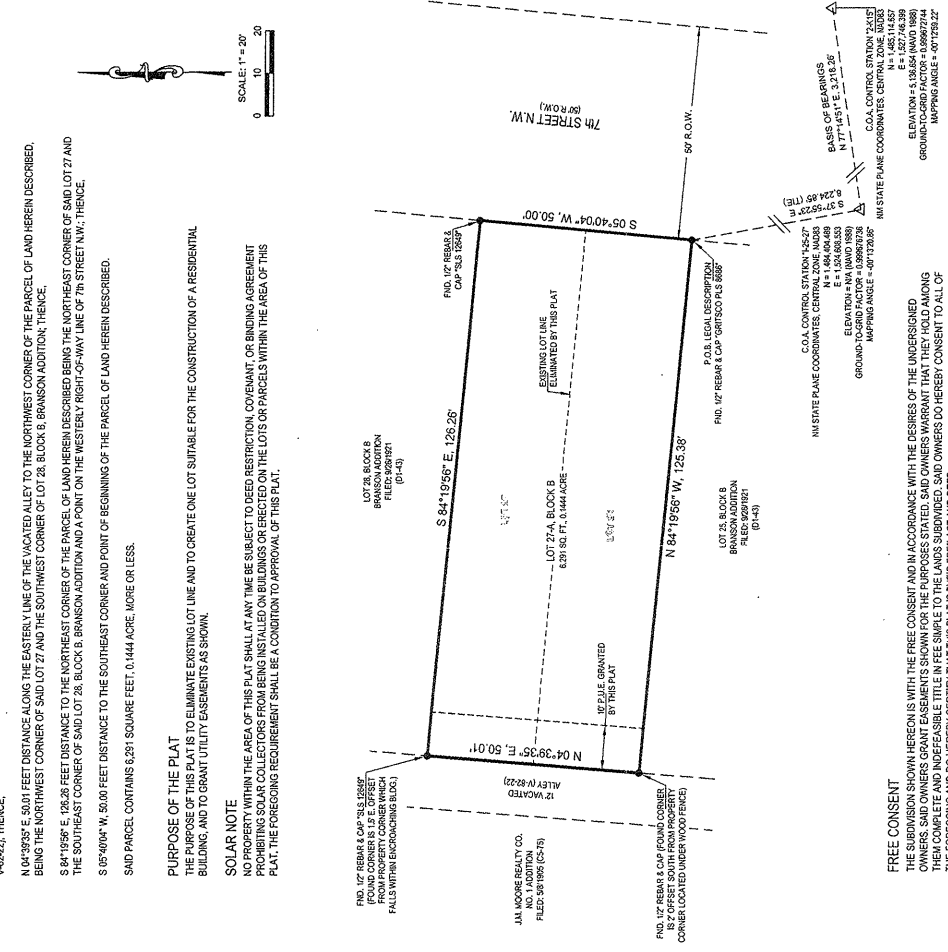 V-82-22), THENCE,
N 04°39'35" E, 50.01 FEET DISTANCE ALONG THE EASTERLY LINE OF THE VACATED ALLEY TO THE NORTHWEST CORNER OF THE PARCEL OF LAND HEREIN DESCRIBED,
BEING THE NORTHWEST CORNER OF SAID LOT 27 AND THE SOUTHWEST CORNER OF LOT 28, BLOCK B, BRANSON ADDITION; THENCE,
S 84°19'56" E, 126.26 FEET DISTANCE TO THE NORTHEAST CORNER OF THE PARCEL OF LAND HEREIN DESCRIBED BEING THE NORTHEAST CORNER OF SAID LOT 27 AND
THE SOUTHEAST CORNER OF SAID LOT 28, BLOCK B, BRANSON ADDITION AND A POINT ON THE WESTERLY RIGHT-OF-WAY LINE OF 7th STREET N.W.; THENCE,
S 05°40'04" W, 50.00 FEET DISTANCE TO THE SOUTHEAST CORNER AND POINT OF BEGINNING OF THE PARCEL OF LAND HEREIN DESCRIBED.
SAID PARCEL CONTAINS 6,291 SQUARE FEET, 0.1444 ACRE, MORE OR LESS.
PURPOSE OF THE PLAT
THE PURPOSE OF THIS PLAT IS TO ELIMINATE EXISTING LOT LINE AND TO CREATE ONE LOT SUITABLE FOR THE CONSTRUCTION OF A RESIDENTIAL
BUILDING, AND TO GRANT UTILITY EASEMENTS AS SHOWN.
SOLAR NOTE
NO PROPERTY WITHIN THE AREA OF THIS PLAT SHALL AT ANY TIME BE SUBJECT TO DEED RESTRICTION, COVENANT, OR BINDING AGREEMENT
PROHIBITING SOLAR COLLECTORS FROM BEING INSTALLED ON BUILDINGS OR ERECTED ON THE LOTS OR PARCELS WITHIN THE AREA OF THIS
PLAT, THE FOREGOING REQUIREMENT SHALL BE A CONDITION TO APPROVAL OF THIS PLAT.
SCALE: 1" = 20'
0 10 20
FND. 1/2" REBAR & CAP "SLS 12649"
(FOUND CORNER IS 1.5' E. OFFSET
FROM PROPERTY CORNER WHICH
FALLS WITHIN ENCROACHING BLDG.)
LOT 28, BLOCK B
BRANSON ADDITION
FILED: 9/26/1921
(D1-43)
FND. 1/2" REBAR &
CAP "SLS 12649"
7th STREET N.W.
(50' R.O.W.)
S 84°19'56" E, 126.26'
J.M. MOORE REALTY CO.
NO. 1 ADDITION
FILED: 5/8/1905 (C5-75)
12' VACATED
ALLEY (V-82-22)
N 04°39'35" E, 50.01'
EXISTING LOT LINE
ELIMINATED BY THIS PLAT
LOT 27-A, BLOCK B
6,291 SQ. FT., 0.1444 ACRE
S 05°40'04" W, 50.00'
50' R.O.W.
10' P.U.E. GRANTED
BY THIS PLAT
N 84°19'56" W, 125.38'
P.O.B. LEGAL DESCRIPTION
FND. 1/2" REBAR & CAP "GRITSCO PLS 8686"
FND. 1/2" REBAR & CAP (FOUND CORNER
IS 2' OFFSET SOUTH FROM PROPERTY
CORNER LOCATED UNDER WOOD FENCE)
LOT 25, BLOCK B
BRANSON ADDITION
FILED: 9/26/1921
(D1-43)
S 37°55'23" E
8,224.85' (TIE)
BASIS OF BEARINGS
N 77°14'51" E, 3,218.26'
C.O.A. CONTROL STATION "I-25-27"
NM STATE PLANE COORDINATES, CENTRAL ZONE, NAD83
N = 1,484,404.489
E = 1,524,608.553
ELEVATION = N/A (NAVD 1988)
GROUND-TO-GRID FACTOR = 0.999676736
MAPPING ANGLE = -00°13'20.86"
C.O.A. CONTROL STATION "2-K15"
NM STATE PLANE COORDINATES, CENTRAL ZONE, NAD83
N = 1,485,114.657
E = 1,527,746.399
ELEVATION = 5,136.654 (NAVD 1988)
GROUND-TO-GRID FACTOR = 0.999672744
MAPPING ANGLE = -00°12'59.22"
FREE CONSENT
THE SUBDIVISION SHOWN HEREON IS WITH THE FREE CONSENT AND IN ACCORDANCE WITH THE DESIRES OF THE UNDERSIGNED
OWNERS. SAID OWNERS GRANT EASEMENTS SHOWN FOR THE PURPOSES STATED. SAID OWNERS WARRANT THAT THEY HOLD AMONG
THEM COMPLETE AND INDEFEASIBLE TITLE IN FEE SIMPLE TO THE LANDS SUBDIVIDED. SAID OWNERS DO HEREBY CONSENT TO ALL OF